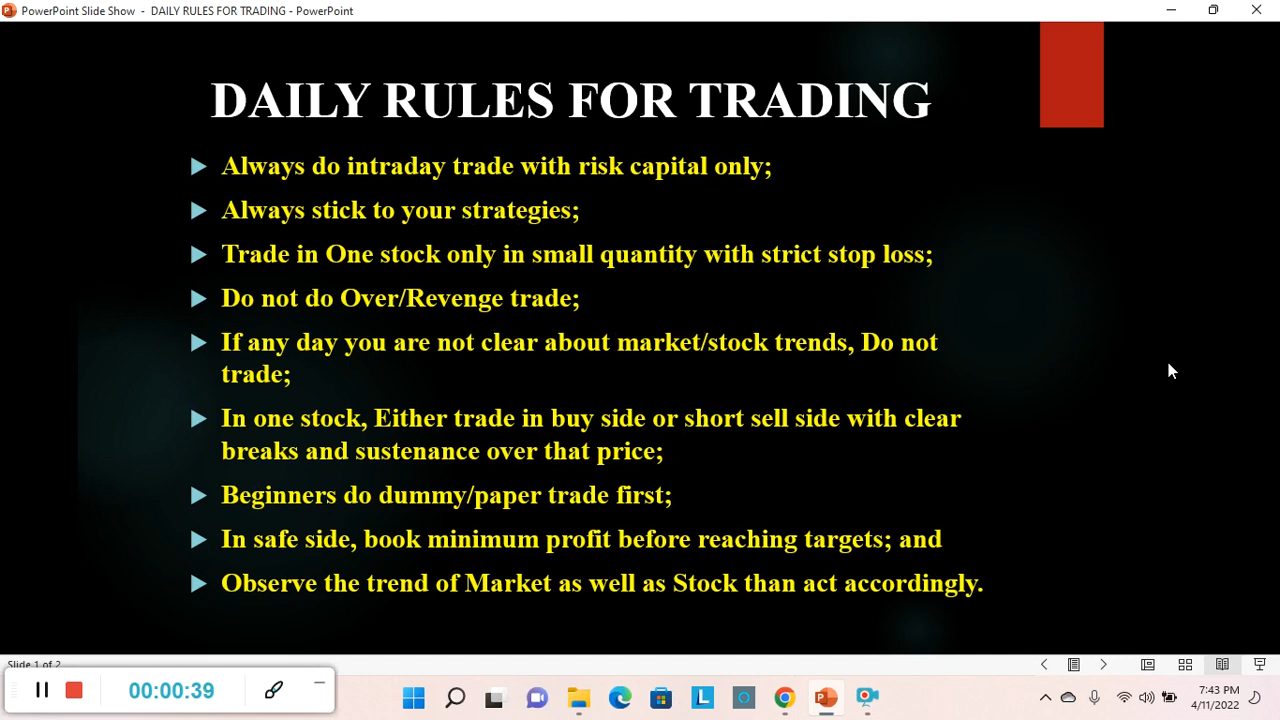 PowerPoint Slide Show - DAILY RULES FOR TRADING - PowerPoint
DAILY RULES FOR TRADING
Always do intraday trade with risk capital only;
Always stick to your strategies;
Trade in One stock only in small quantity with strict stop loss;
Do not do Over/Revenge trade;
If any day you are not clear about market/stock trends, Do not
trade;
In one stock, Either trade in buy side or short sell side with clear
breaks and sustenance over that price;
Beginners do dummy/paper trade first;
In safe side, book minimum profit before reaching targets; and
Observe the trend of Market as well as Stock than act accordingly.
Slide 1 of 2
00:00:39
L
7:43 PM
4/11/2022